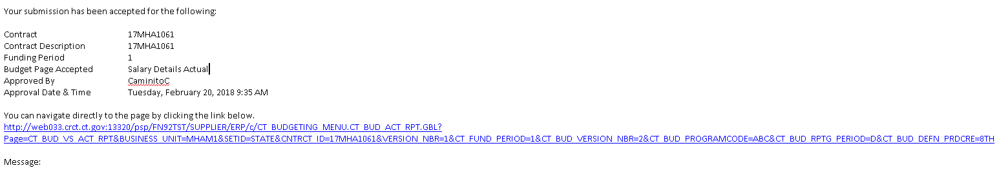 Your submission has been accepted for the following:
Contract 17MHA1061
Contract Description 17MHA1061
Funding Period 1
Budget Page Accepted Salary Details Actual
Approved By CaminitoC
Approval Date & Time Tuesday, February 20, 2018 9:35 AM
You can navigate directly to the page by clicking the link below.
http://web033.crct.ct.gov:13320/psp/FN92TST/SUPPLIER/ERP/c/CT_BUDGETING_MENU.CT_BUD_ACT_RPT.GBL?
Page=CT_BUD_VS_ACT_RPT&BUSINESS_UNIT=MHAM1&SETID=STATE&CNTRCT_ID=17MHA1061&VERSION_NBR=1&CT_FUND_PERIOD=1&CT_BUD_VERSION_NBR=2&CT_BUD_PROGRAMCODE=ABC&CT_BUD_RPTG_PERIOD=D&CT_BUD_DEFN_PRDCRE=8TH
Message: